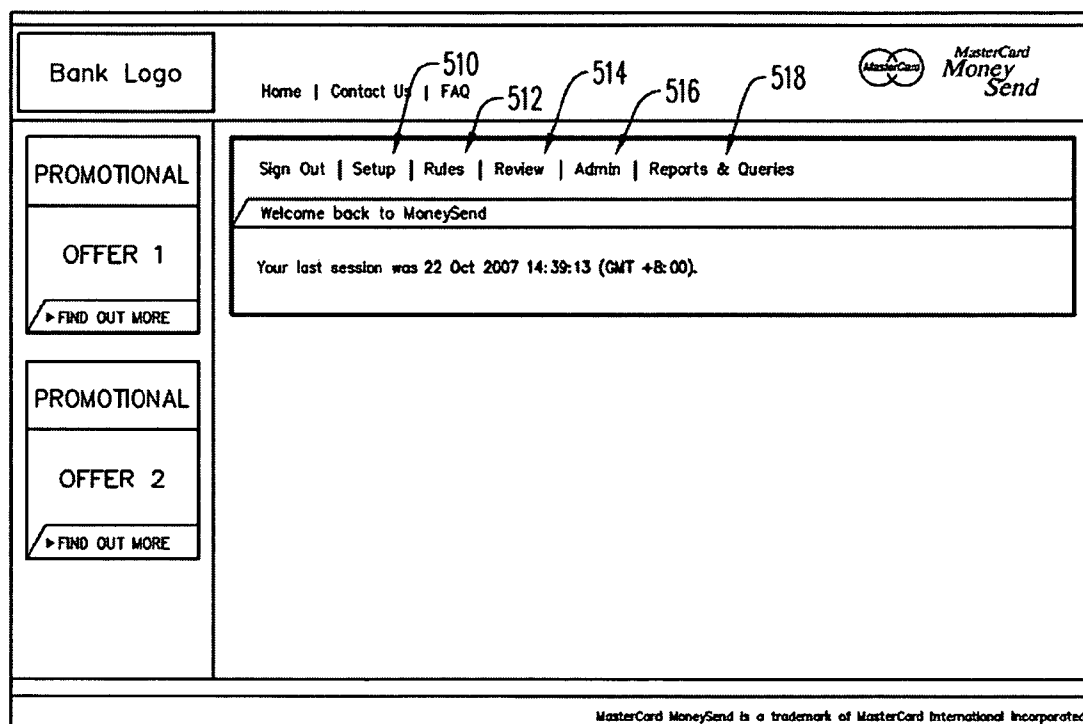 Bank Logo
Home | Contact Us | FAQ
510
512
514
516
518
MasterCard
MasterCard
Money
Send
PROMOTIONAL
OFFER 1
▸FIND OUT MORE
PROMOTIONAL
OFFER 2
▸FIND OUT MORE
Sign Out | Setup | Rules | Review | Admin | Reports & Queries
Welcome back to MoneySend
Your last session was 22 Oct 2007 14:39:13 (GMT +8:00).
MasterCard MoneySend is a trademark of MasterCard International Incorporated